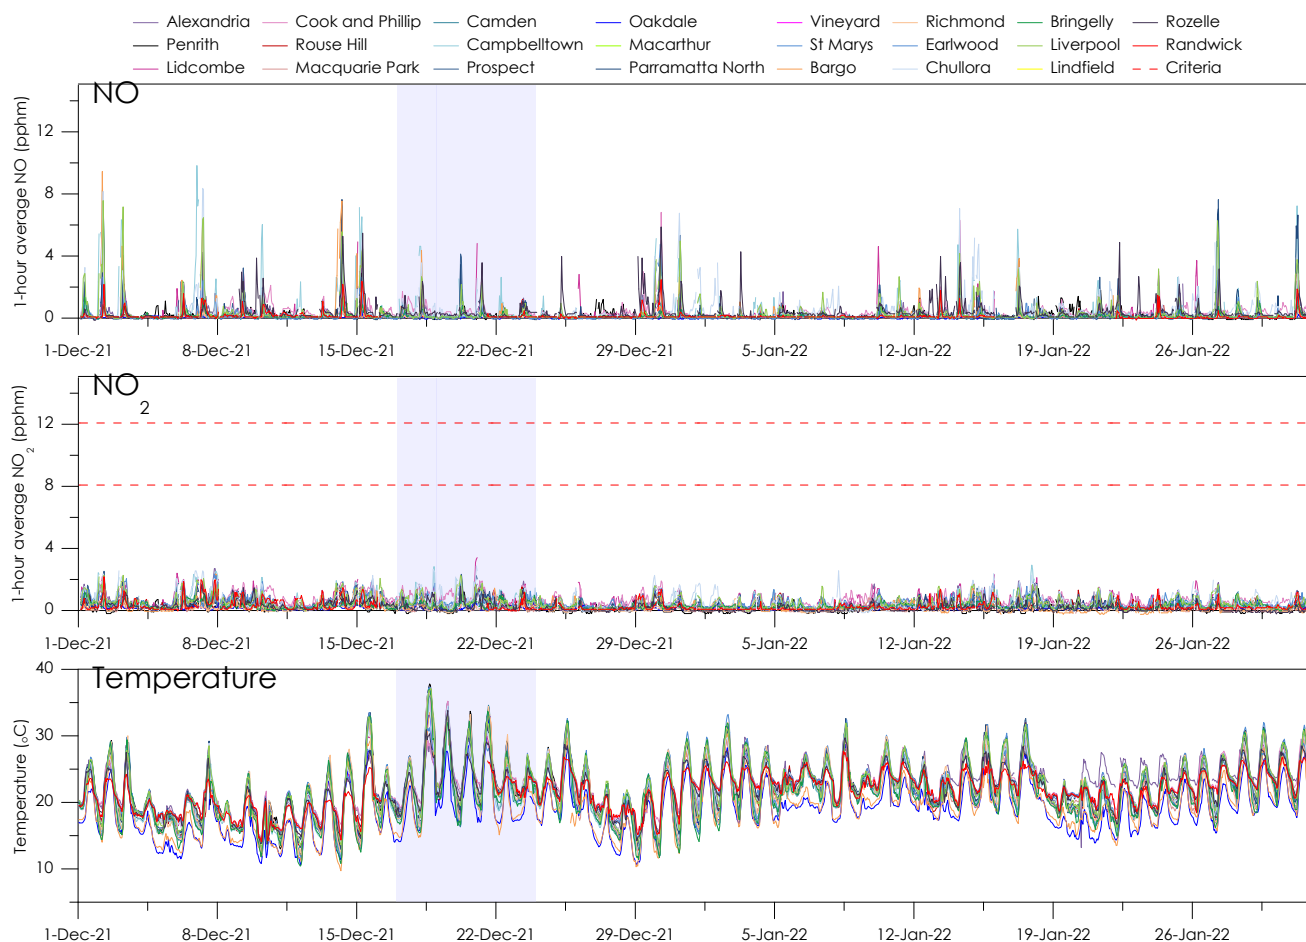 Alexandria Cook and Phillip Camden Oakdale Vineyard Richmond Bringelly Rozelle
Penrith Rouse Hill Campbelltown Macarthur St Marys Earlwood Liverpool Randwick
Lidcombe Macquarie Park Prospect Parramatta North Bargo Chullora Lindfield Criteria
NO
1-hour average NO (pphm)
12
8
4
0
1-Dec-21 8-Dec-21 15-Dec-21 22-Dec-21 29-Dec-21 5-Jan-22 12-Jan-22 19-Jan-22 26-Jan-22
NO2
1-hour average NO2 (pphm)
12
8
4
0
1-Dec-21 8-Dec-21 15-Dec-21 22-Dec-21 29-Dec-21 5-Jan-22 12-Jan-22 19-Jan-22 26-Jan-22
Temperature
Temperature (oC)
40
30
20
10
1-Dec-21 8-Dec-21 15-Dec-21 22-Dec-21 29-Dec-21 5-Jan-22 12-Jan-22 19-Jan-22 26-Jan-22